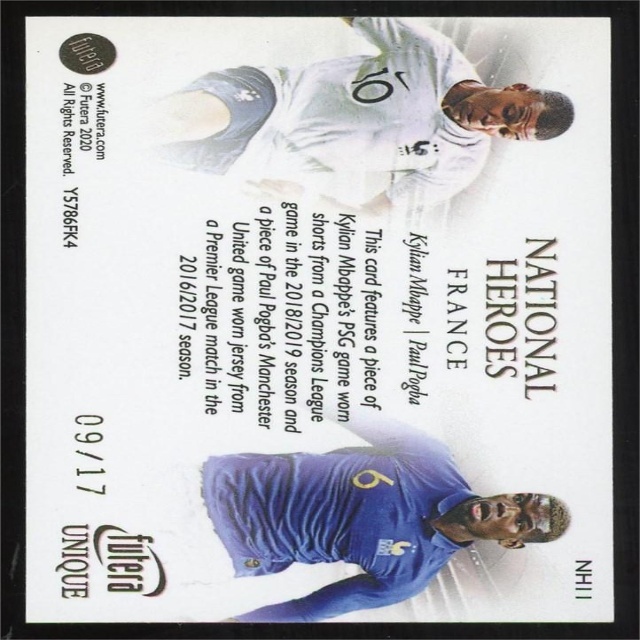 NH11
NATIONAL
HEROES
FRANCE
Kylian Mbappe | Paul Pogba
10
6
This card features a piece of
Kylian Mbappe's PSG game worn
shorts from a Champions League
game in the 2018/2019 season and
a piece of Paul Pogba's Manchester
United game worn jersey from
a Premier League match in the
2016/2017 season.
futera
www.futera.com
© Futera 2020
All Rights Reserved. Y5786FK4
09/17
futera
UNIQUE